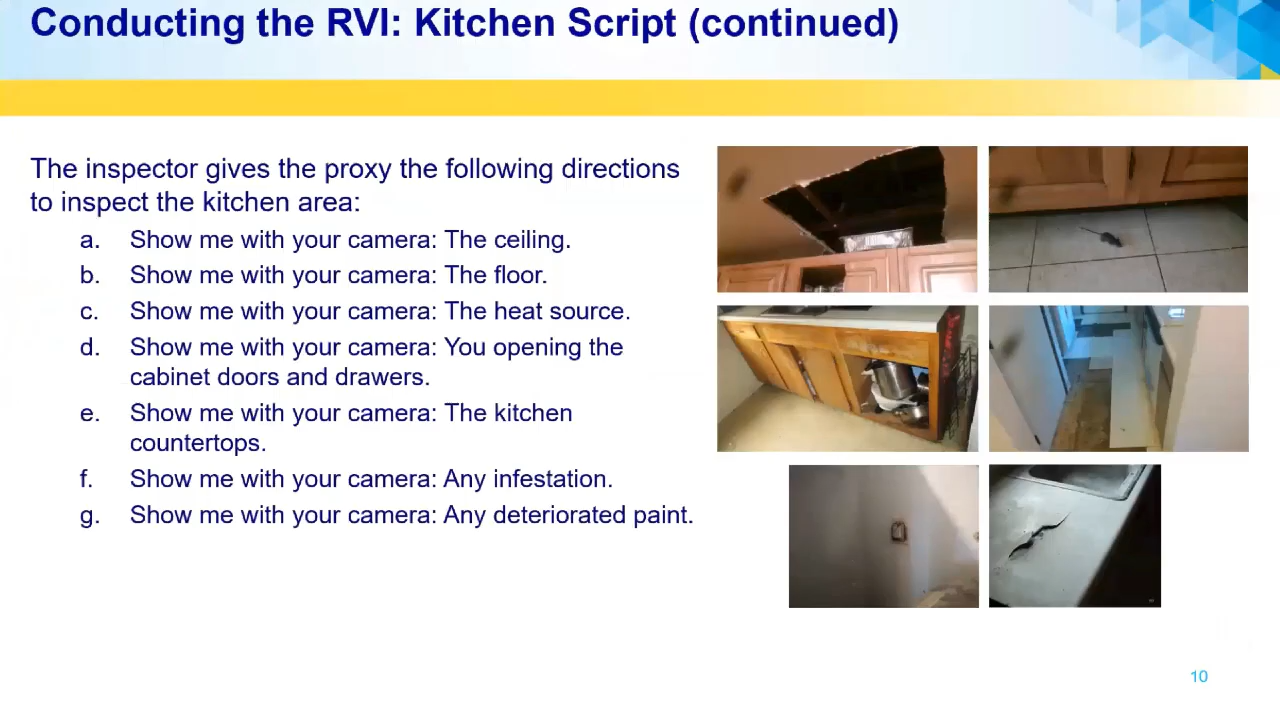 Conducting the RVI: Kitchen Script (continued)
The inspector gives the proxy the following directions
to inspect the kitchen area:
a. Show me with your camera: The ceiling.
b. Show me with your camera: The floor.
c. Show me with your camera: The heat source.
d. Show me with your camera: You opening the
cabinet doors and drawers.
e. Show me with your camera: The kitchen
countertops.
f. Show me with your camera: Any infestation.
g. Show me with your camera: Any deteriorated paint.
10